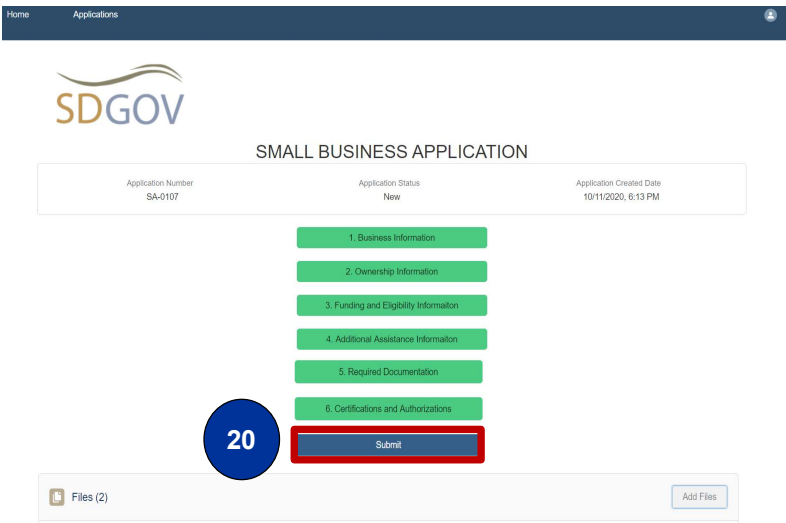 Home Applications
SDGOV
SMALL BUSINESS APPLICATION
Application Number Application Status Application Created Date
SA-0107 New 10/11/2020, 6:13 PM
1. Business Information
2. Ownership Information
3. Funding and Eligibility Informaiton
4. Additional Assistance Informaiton
5. Required Documentation
6. Certifications and Authorizations
20 Submit
Files (2) Add Files